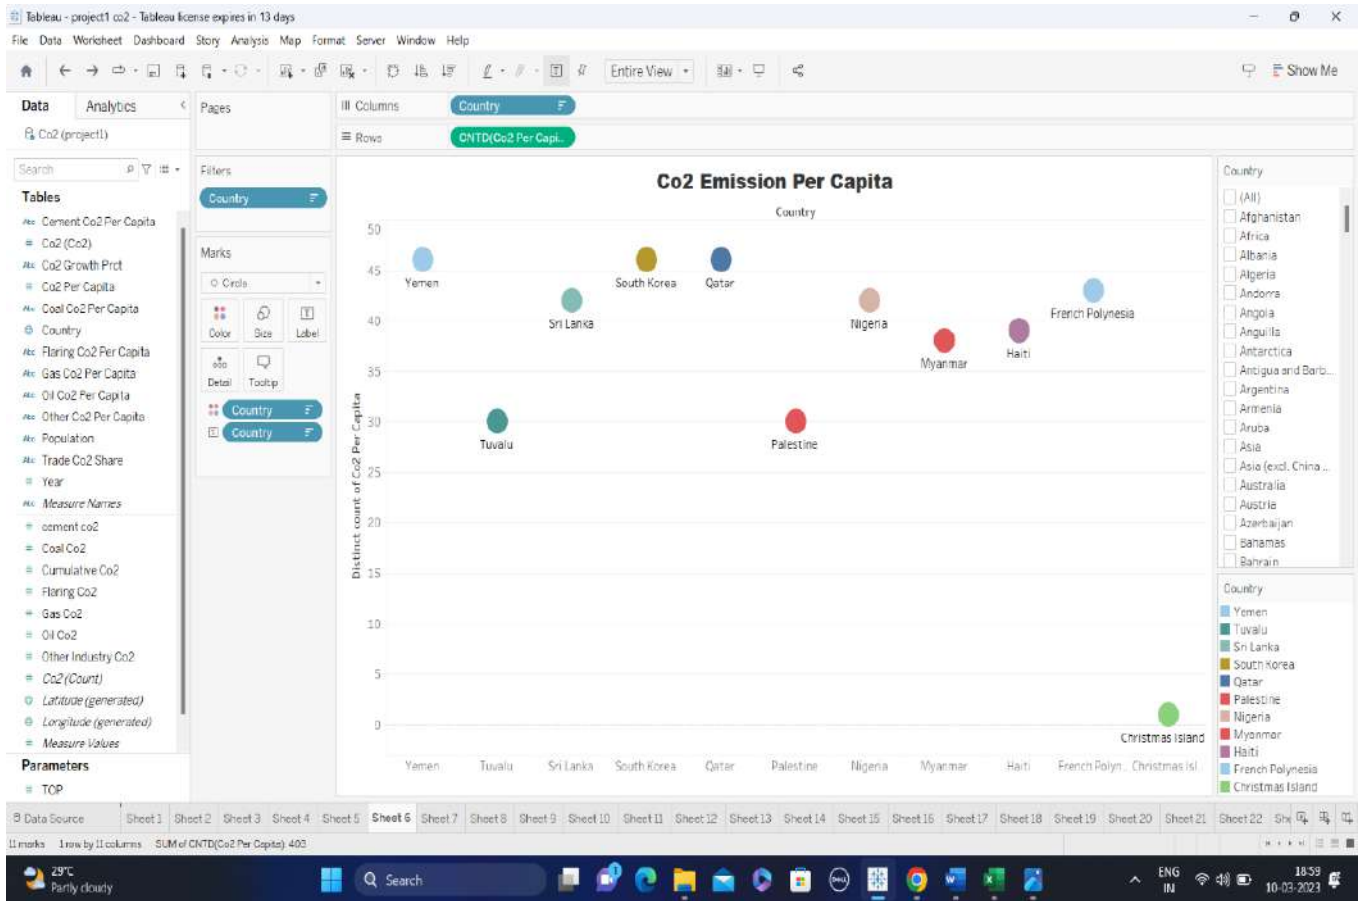 Tableau - project1 co2 - Tableau license expires in 13 days
File Data Worksheet Dashboard Story Analysis Map Format Server Window Help
Entire View
Show Me
Data Analytics
Co2 (project1)
Search
Tables
Abc Cement Co2 Per Capita
# Co2 (Co2)
Abc Co2 Growth Prct
# Co2 Per Capita
Abc Coal Co2 Per Capita
Country
Abc Flaring Co2 Per Capita
Abc Gas Co2 Per Capita
Abc Oil Co2 Per Capita
Abc Other Co2 Per Capita
Abc Population
Abc Trade Co2 Share
# Year
Abc Measure Names
# cement co2
# Coal Co2
# Cumulative Co2
# Flaring Co2
# Gas Co2
# Oil Co2
# Other Industry Co2
# Co2 (Count)
Latitude (generated)
Longitude (generated)
# Measure Values
Parameters
# TOP
Pages
Filters
Country
Marks
Circle
Color Size Label
Detail Tooltip
Country
Country
Columns Country
Rows CNTD(Co2 Per Capi..
Co2 Emission Per Capita
Country
Distinct count of Co2 Per Capita
50
45
40
35
30
25
20
15
10
5
0
Yemen
Tuvalu
Sri Lanka
South Korea
Qatar
Palestine
Nigeria
Myanmar
Haiti
French Polynesia
Christmas Island
Yemen Tuvalu Sri Lanka South Korea Qatar Palestine Nigeria Myanmar Haiti French Polyn.. Christmas Isl..
Country
(All)
Afghanistan
Africa
Albania
Algeria
Andorra
Angola
Anguilla
Antarctica
Antigua and Barb...
Argentina
Armenia
Aruba
Asia
Asia (excl. China ...
Australia
Austria
Azerbaijan
Bahamas
Bahrain
Country
Yemen
Tuvalu
Sri Lanka
South Korea
Qatar
Palestine
Nigeria
Myanmar
Haiti
French Polynesia
Christmas Island
Data Source Sheet 1 Sheet 2 Sheet 3 Sheet 4 Sheet 5 Sheet 6 Sheet 7 Sheet 8 Sheet 9 Sheet 10 Sheet 11 Sheet 12 Sheet 13 Sheet 14 Sheet 15 Sheet 16 Sheet 17 Sheet 18 Sheet 19 Sheet 20 Sheet 21 Sheet 22 She
11 marks 1 row by 11 columns SUM of CNTD(Co2 Per Capita): 403
29°C
Partly cloudy
Search
DELL
ENG
IN
18:59
10-03-2023